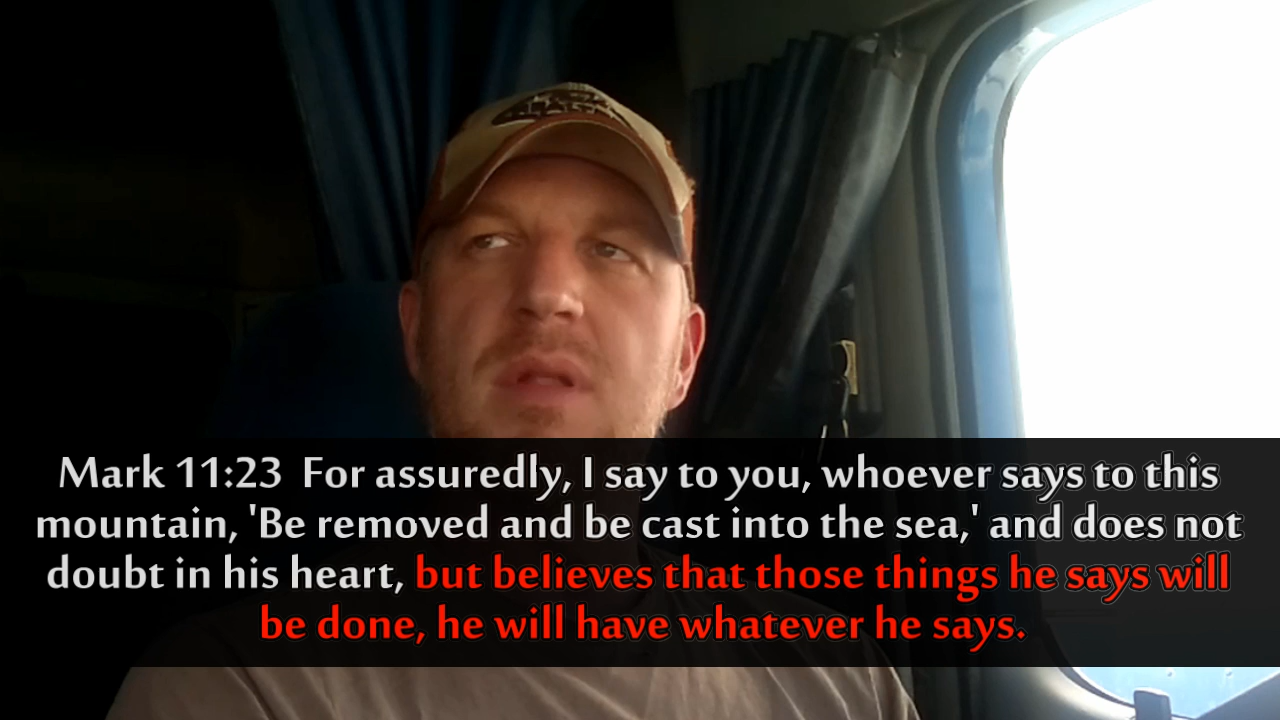 Mark 11:23  For assuredly, I say to you, whoever says to this
mountain, 'Be removed and be cast into the sea,' and does not
doubt in his heart, but believes that those things he says will
be done, he will have whatever he says.